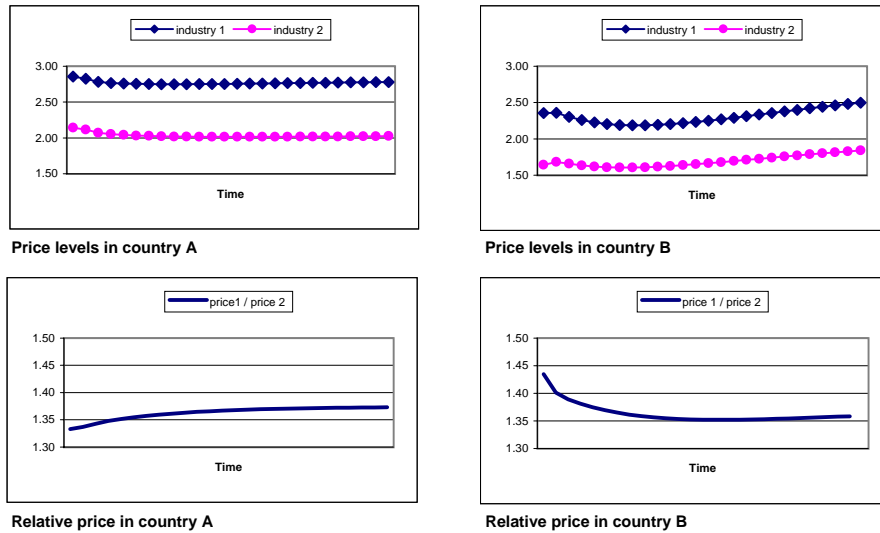 industry 1 industry 2
3.00
2.50
2.00
1.50
Time
Price levels in country A
industry 1 industry 2
3.00
2.50
2.00
1.50
Time
Price levels in country B
price1 / price 2
1.50
1.45
1.40
1.35
1.30
Time
Relative price in country A
price 1 / price 2
1.50
1.45
1.40
1.35
1.30
Time
Relative price in country B